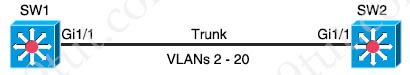 SW1
SW2
Gi1/1
Trunk
Gi1/1
VLANs 2 - 20